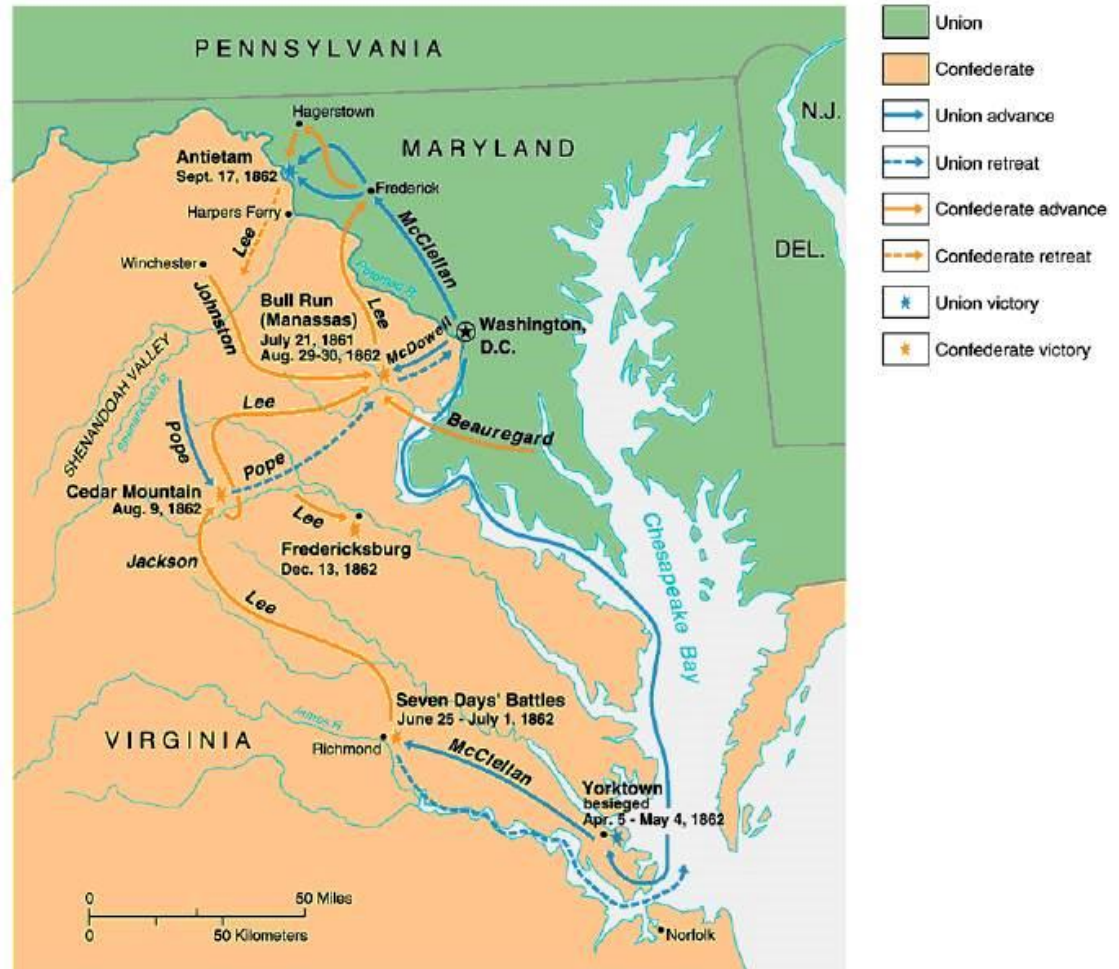 PENNSYLVANIA
Hagerstown
MARYLAND
N.J.
Antietam
Sept. 17, 1862
Frederick
Harpers Ferry
McClellan
Lee
DEL.
Winchester
Potomac R.
Johnston
Bull Run
(Manassas)
July 21, 1861
Aug. 29-30, 1862
Lee
McDowell
Washington,
D.C.
SHENANDOAH VALLEY
Shenandoah R.
Lee
Beauregard
Pope
Pope
Cedar Mountain
Aug. 9, 1862
Lee
Fredericksburg
Dec. 13, 1862
Jackson
Lee
Chesapeake Bay
Seven Days' Battles
June 25 - July 1, 1862
James R.
VIRGINIA
Richmond
McClellan
Yorktown
besieged
Apr. 5 - May 4, 1862
0 50 Miles
0 50 Kilometers
Norfolk
Union
Confederate
Union advance
Union retreat
Confederate advance
Confederate retreat
Union victory
Confederate victory